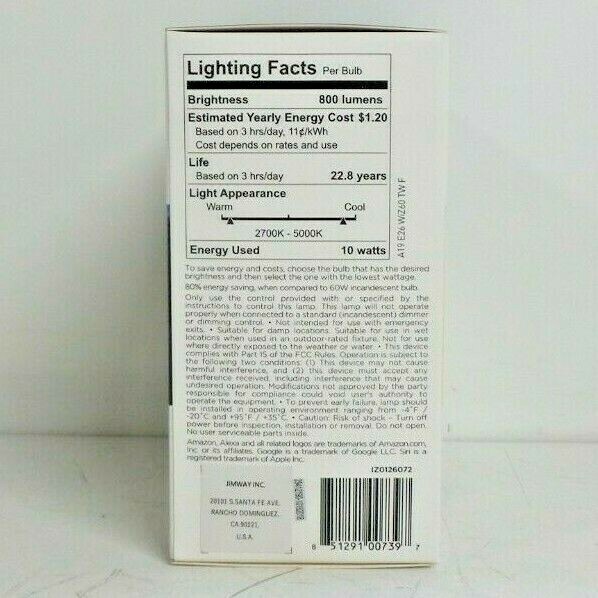 Lighting Facts Per Bulb
Brightness 800 lumens
Estimated Yearly Energy Cost $1.20
Based on 3 hrs/day, 11¢/kWh
Cost depends on rates and use
Life
Based on 3 hrs/day 22.8 years
Light Appearance
Warm Cool
2700K - 5000K
Energy Used 10 watts
A19 E26 WiZ60 TW F
To save energy and costs, choose the bulb that has the desired
brightness and then select the one with the lowest wattage.
80% energy saving, when compared to 60W incandescent bulb.
Only use the control provided with or specified by the
instructions to control this lamp. This lamp will not operate
properly when connected to a standard (incandescent) dimmer
or dimming control. • Not intended for use with emergency
exits. • Suitable for damp locations. Suitable for use in wet
locations when used in an outdoor-rated fixture. Not for use
where directly exposed to the weather or water. • This device
complies with Part 15 of the FCC Rules. Operation is subject to
the following two conditions: (1) This device may not cause
harmful interference, and (2) this device must accept any
interference received, including interference that may cause
undesired operation. Modifications not approved by the party
responsible for compliance could void user's authority to
operate the equipment. • To prevent early failure, lamp should
be installed in operating environment ranging from -4°F /
-20°C and +95°F / +35°C. • Caution: Risk of shock – Turn off
power before inspection, installation or removal. Do not open.
No user serviceable parts inside.
Amazon, Alexa and all related logos are trademarks of Amazon.com,
Inc. or its affiliates. Google is a trademark of Google LLC. Siri is a
registered trademark of Apple Inc.
IZ0126072
JIMWAY INC.
20101 S.SANTA FE AVE.
RANCHO DOMINGUEZ,
CA.90221,
U.S.A.
8 51291 00739 7